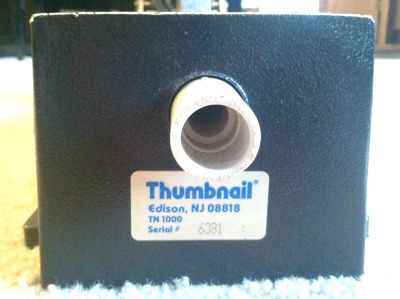 Thumbnail®
Edison, NJ 08818
TN 1000
Serial # 6381